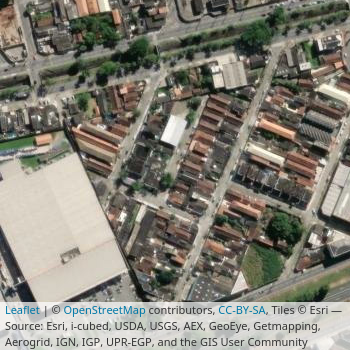 Leaflet | © OpenStreetMap contributors, CC-BY-SA, Tiles © Esri —
Source: Esri, i-cubed, USDA, USGS, AEX, GeoEye, Getmapping,
Aerogrid, IGN, IGP, UPR-EGP, and the GIS User Community